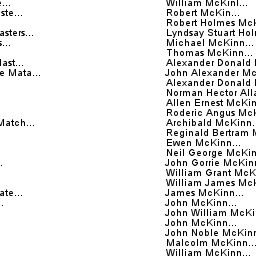 e... William McKinl...
ste... Robert McKin...
Robert Holmes McK
asters... Lyndsay Stuart Hol
s... Michael McKinn...
Thomas McKinn...
last... Alexander Donald
e Mata... John Alexander Mc
Alexander Donald
Norman Hector Alla
Allen Ernest McKin
Roderic Angus McK
Match... Archibald McKinn.
Reginald Bertram M
Ewen McKinn...
Neil George McKinn
.. John Gorrie McKinn
William Grant McK
William James McK
ate... James McKinn...
.. John McKinn...
John William McKi
John McKinn...
John Noble McKinn
Malcolm McKinn...
William McKinn...